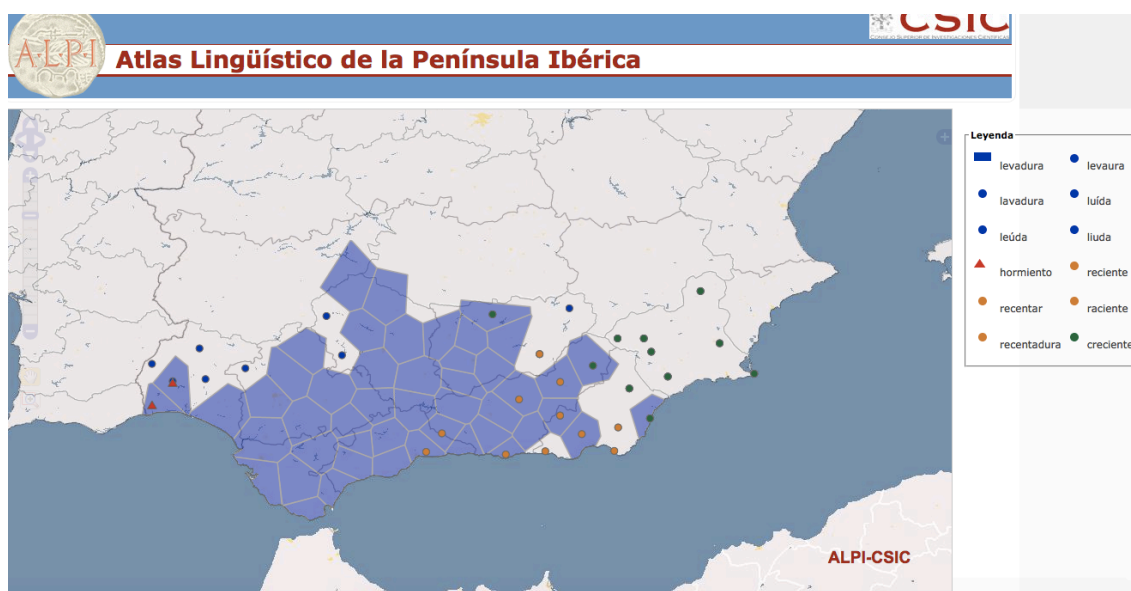 CSIC
CONSEJO SUPERIOR DE INVESTIGACIONES CIENTÍFICAS
A·L·P·I
Atlas Lingüístico de la Península Ibérica
Leyenda
levadura levaura
lavadura luída
leúda liuda
hormiento reciente
recentar raciente
recentadura creciente
ALPI-CSIC